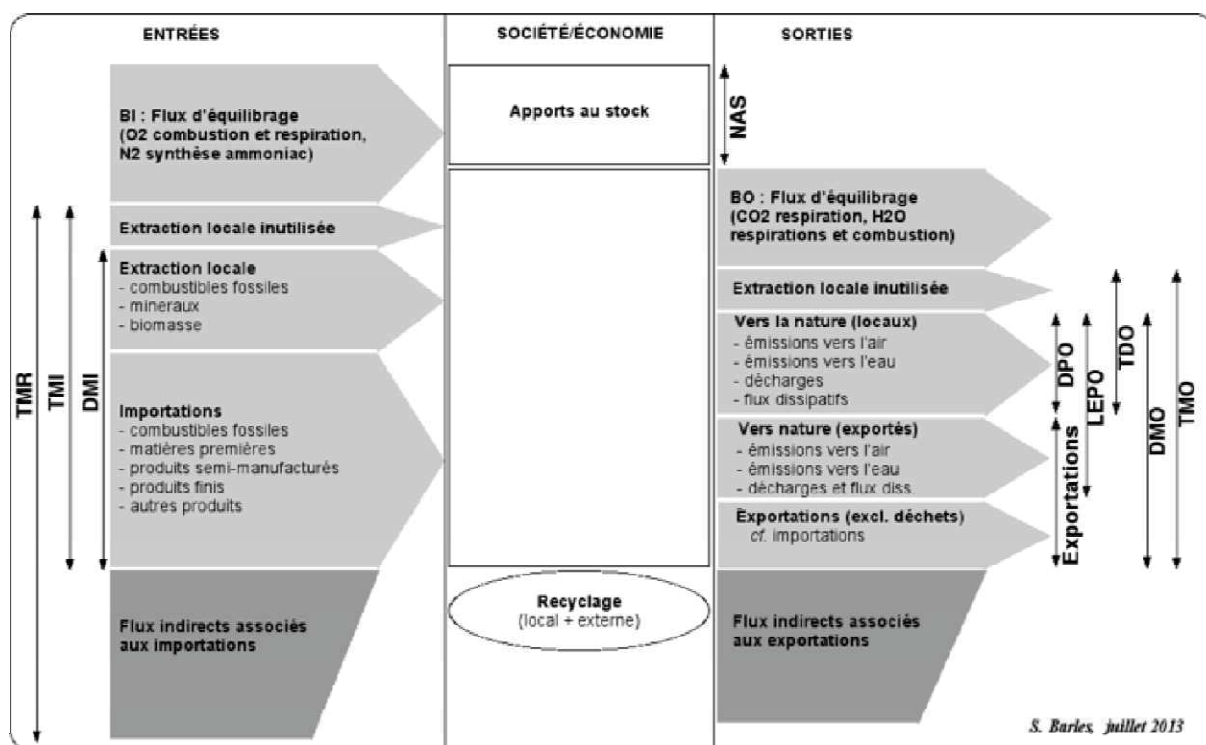 ENTRÉES
BI : Flux d'équilibrage
(O2 combustion et respiration,
N2 synthèse ammoniac)
Extraction locale inutilisée
Extraction locale
- combustibles fossiles
- mineraux
- biomasse
Importations
- combustibles fossiles
- matières premières
- produits semi-manufacturés
- produits finis
- autres produits
Flux indirects associés
aux importations
TMR
TMI
DMI
SOCIÉTÉ/ÉCONOMIE
Apports au stock
Recyclage
(local + externe)
SORTIES
NAS
BO : Flux d'équilibrage
(CO2 respiration, H2O
respirations et combustion)
Extraction locale inutilisée
Vers la nature (locaux)
- émissions vers l'air
- émissions vers l'eau
- décharges
- flux dissipatifs
Vers nature (exportés)
- émissions vers l'air
- émissions vers l'eau
- décharges et flux diss.
Exportations (excl. déchets)
cf. importations
Flux indirects associés
aux exportations
DPO
Exportations
LEPO
TDO
DMO
TMO
S. Barles, juillet 2013